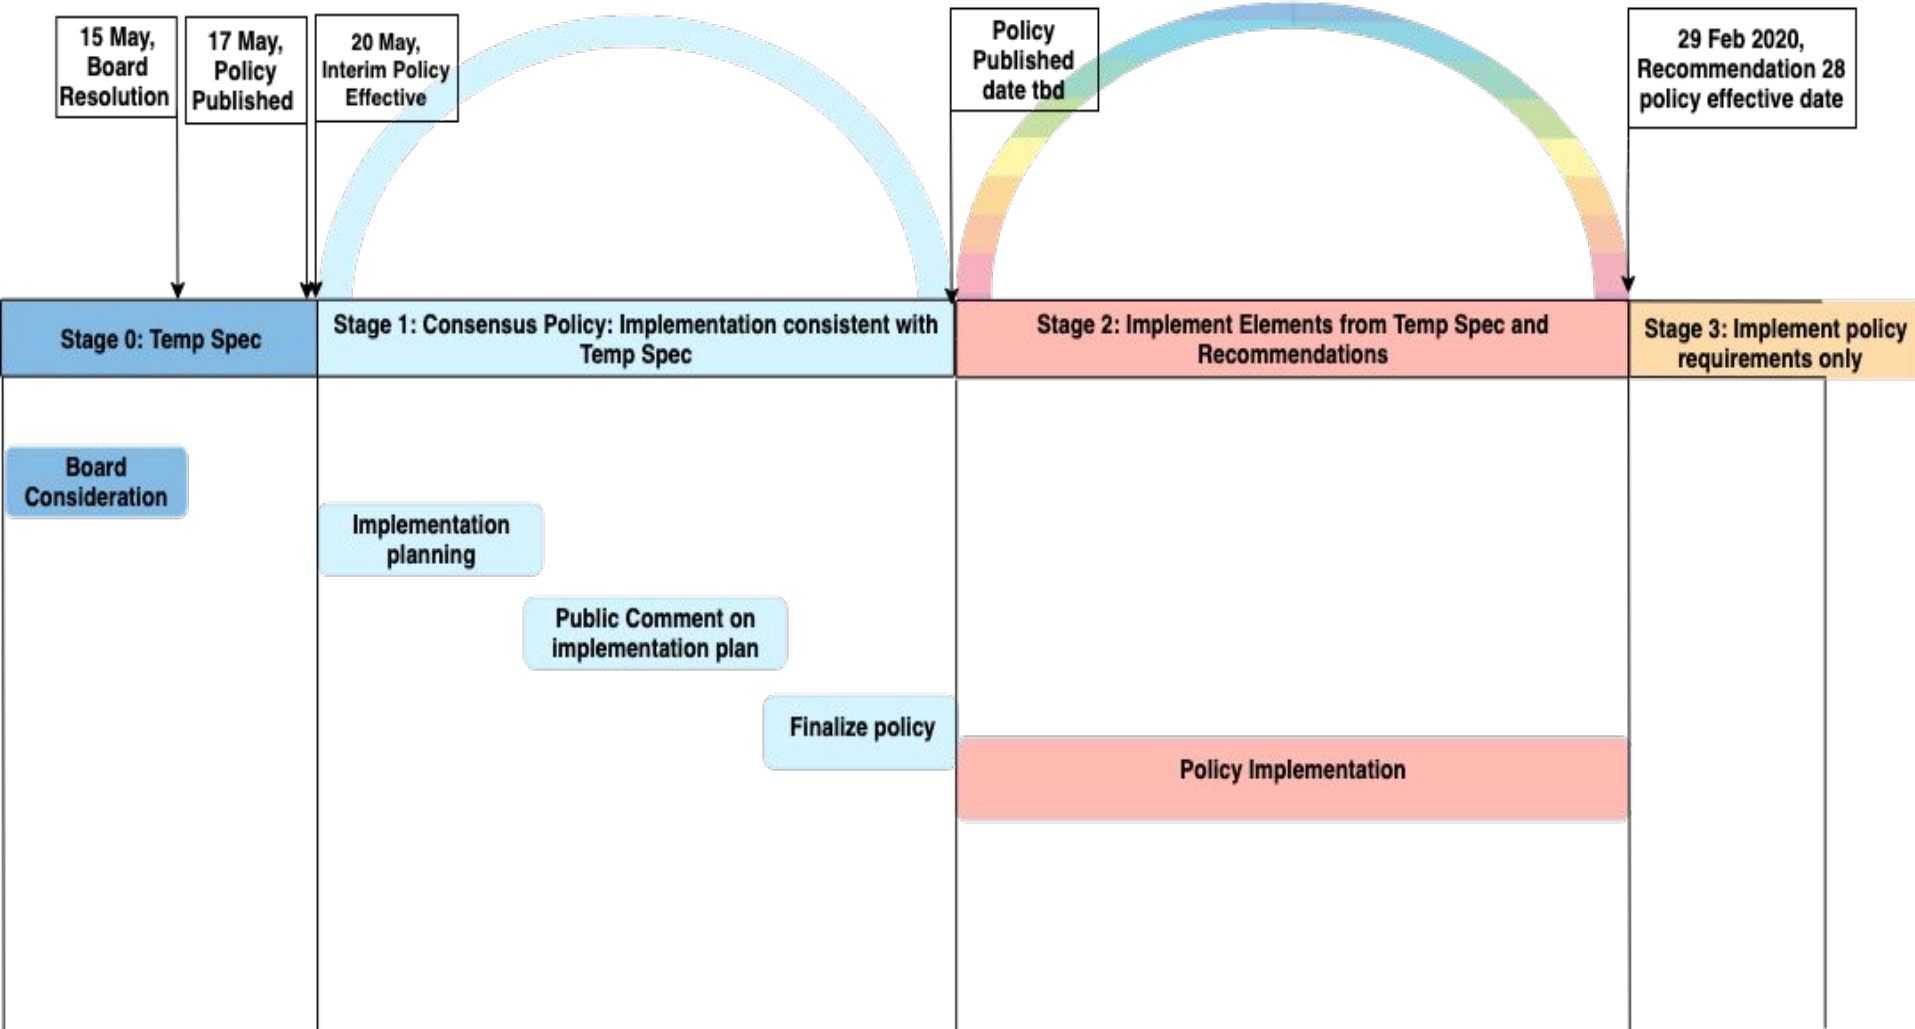 15 May,
Board
Resolution
17 May,
Policy
Published
20 May,
Interim Policy
Effective
Policy
Published
date tbd
29 Feb 2020,
Recommendation 28
policy effective date
Stage 0: Temp Spec
Stage 1: Consensus Policy: Implementation consistent with
Temp Spec
Stage 2: Implement Elements from Temp Spec and
Recommendations
Stage 3: Implement policy
requirements only
Board
Consideration
Implementation
planning
Public Comment on
implementation plan
Finalize policy
Policy Implementation